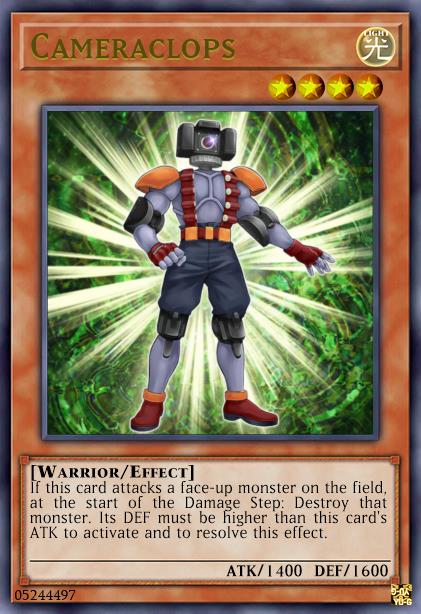 Cameraclops
LIGHT
光
[Warrior/Effect]
If this card attacks a face-up monster on the field,
at the start of the Damage Step: Destroy that
monster. Its DEF must be higher than this card's
ATK to activate and to resolve this effect.
ATK/1400 DEF/1600
05244497